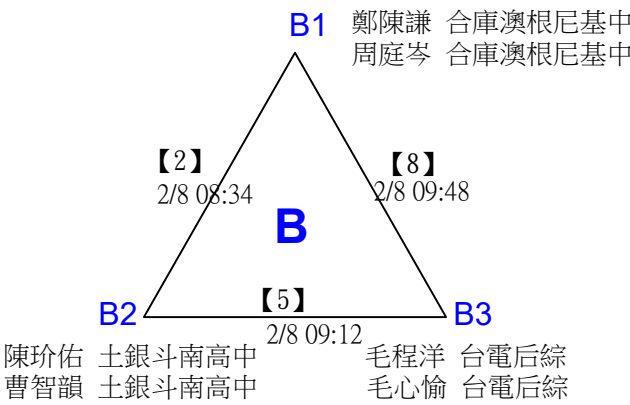 B1
鄭陳謙 合庫澳根尼基中
周庭岑 合庫澳根尼基中
【2】
2/8 08:34
【8】
2/8 09:48
B
【5】
2/8 09:12
B2
陳玠佑 土銀斗南高中
曹智韻 土銀斗南高中
B3
毛程洋 台電后綜
毛心愉 台電后綜